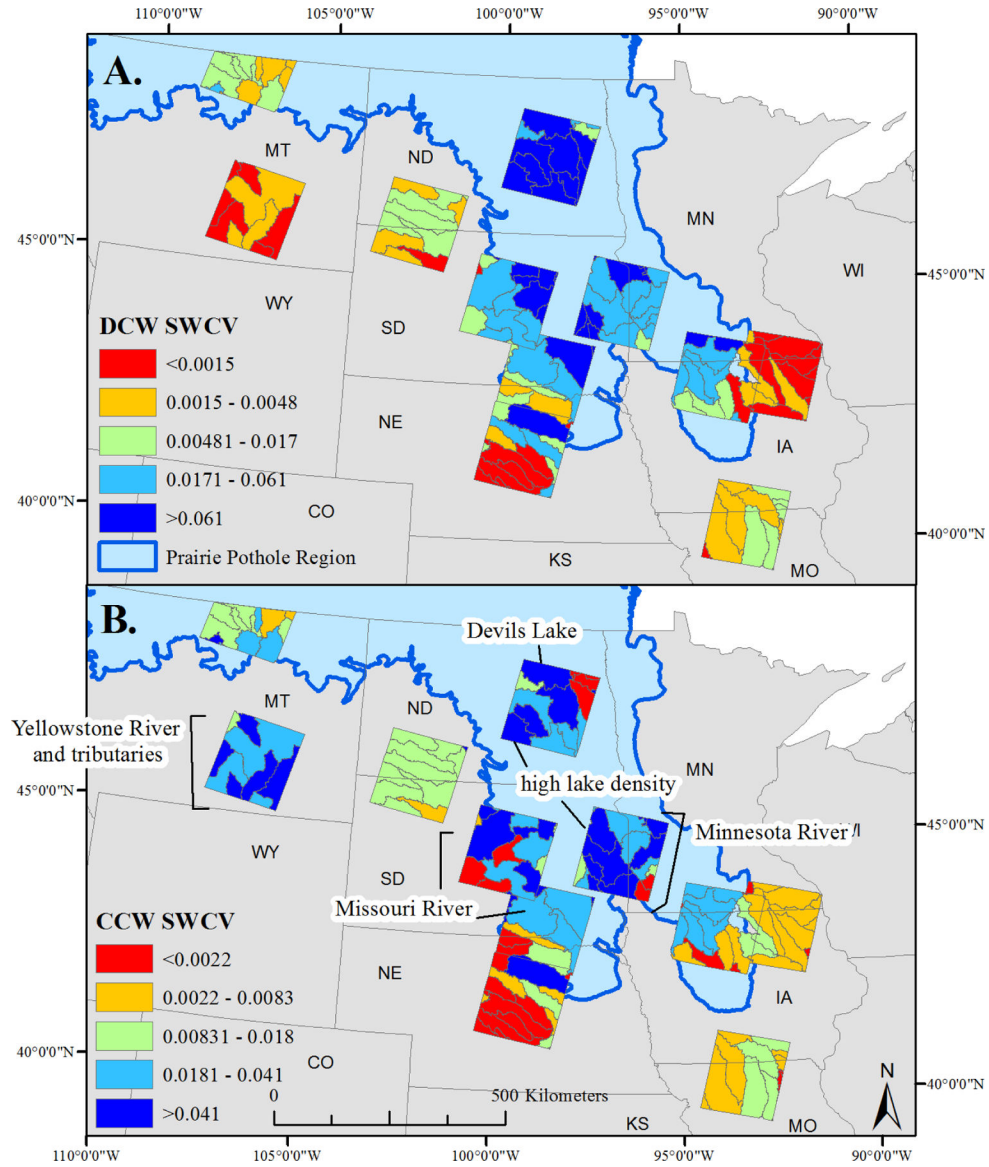 110°0'0"W 105°0'0"W 100°0'0"W 95°0'0"W 90°0'0"W
A.
MT
ND
MN
45°0'0"N
45°0'0"N
WI
WY
SD
DCW SWCV
<0.0015
0.0015 - 0.0048
0.00481 - 0.017
0.0171 - 0.061
>0.061
Prairie Pothole Region
NE
IA
40°0'0"N
40°0'0"N
CO
KS
MO
B.
Devils Lake
MT
ND
Yellowstone River
and tributaries
high lake density
MN
45°0'0"N
45°0'0"N
Minnesota River
WY
SD
Missouri River
CCW SWCV
<0.0022
0.0022 - 0.0083
0.00831 - 0.018
0.0181 - 0.041
>0.041
NE
IA
40°0'0"N
40°0'0"N
CO
0 500 Kilometers
N
KS
MO
110°0'0"W 105°0'0"W 100°0'0"W 95°0'0"W 90°0'0"W